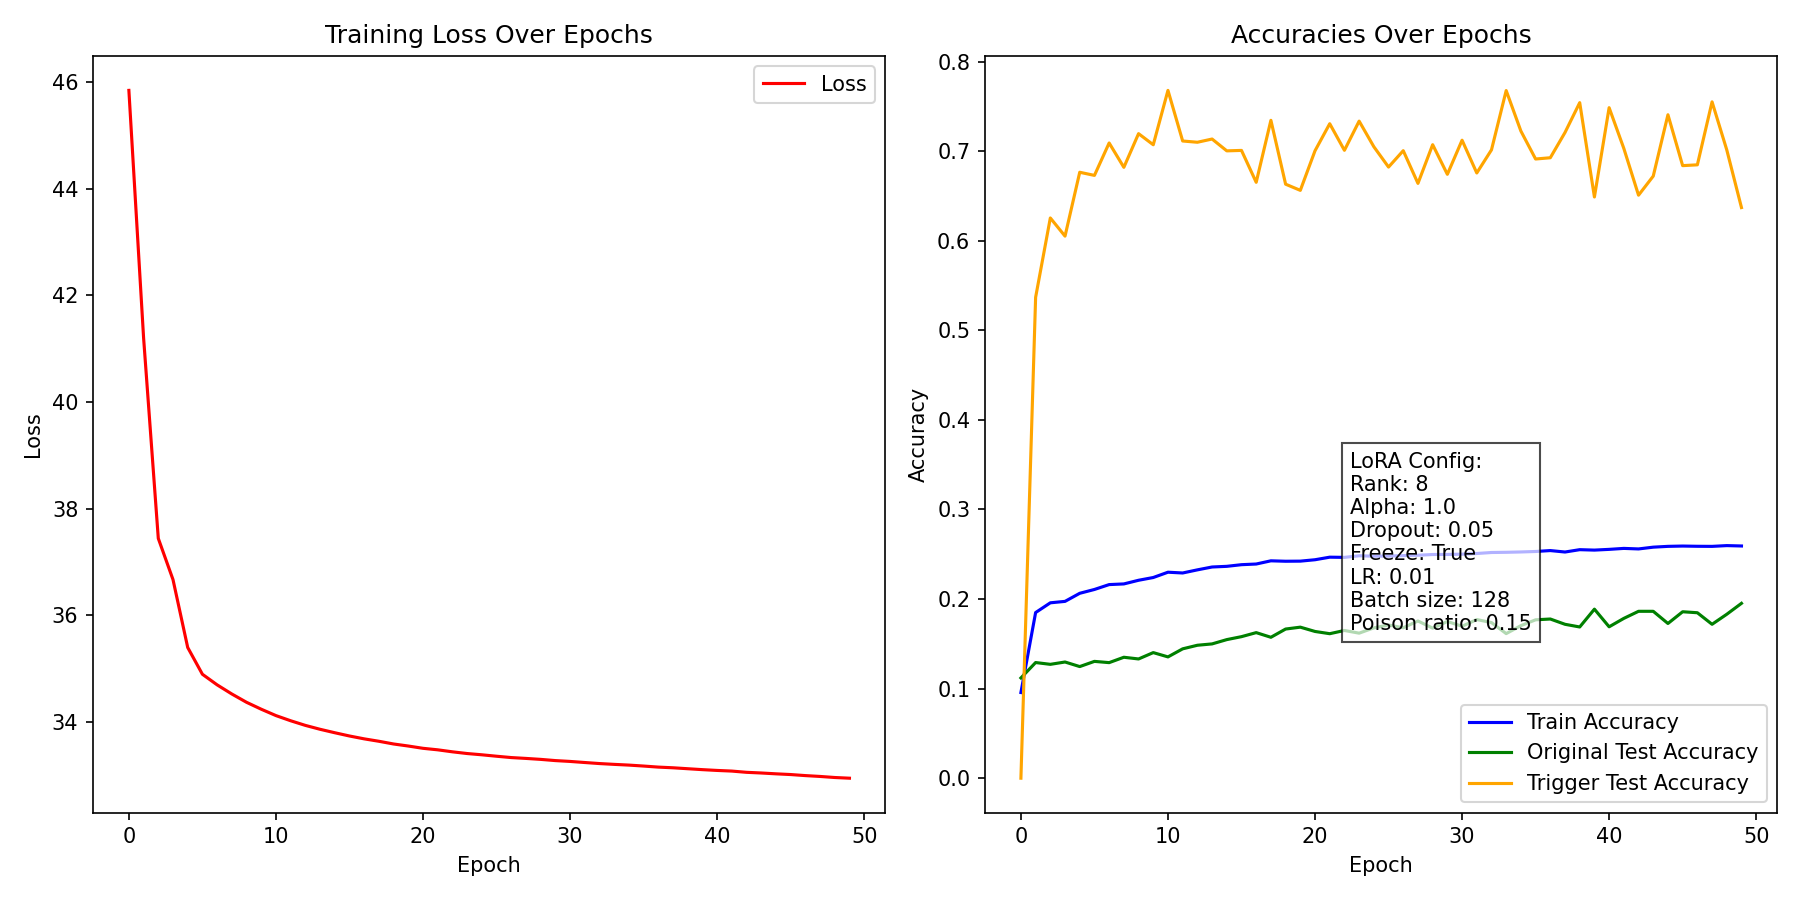 Training Loss Over Epochs
Loss
46
44
42
40
38
36
34
Loss
0 10 20 30 40 50
Epoch
Accuracies Over Epochs
0.8
0.7
0.6
0.5
0.4
0.3
0.2
0.1
0.0
Accuracy
LoRA Config:
Rank: 8
Alpha: 1.0
Dropout: 0.05
Freeze: True
LR: 0.01
Batch size: 128
Poison ratio: 0.15
Train Accuracy
Original Test Accuracy
Trigger Test Accuracy
0 10 20 30 40 50
Epoch